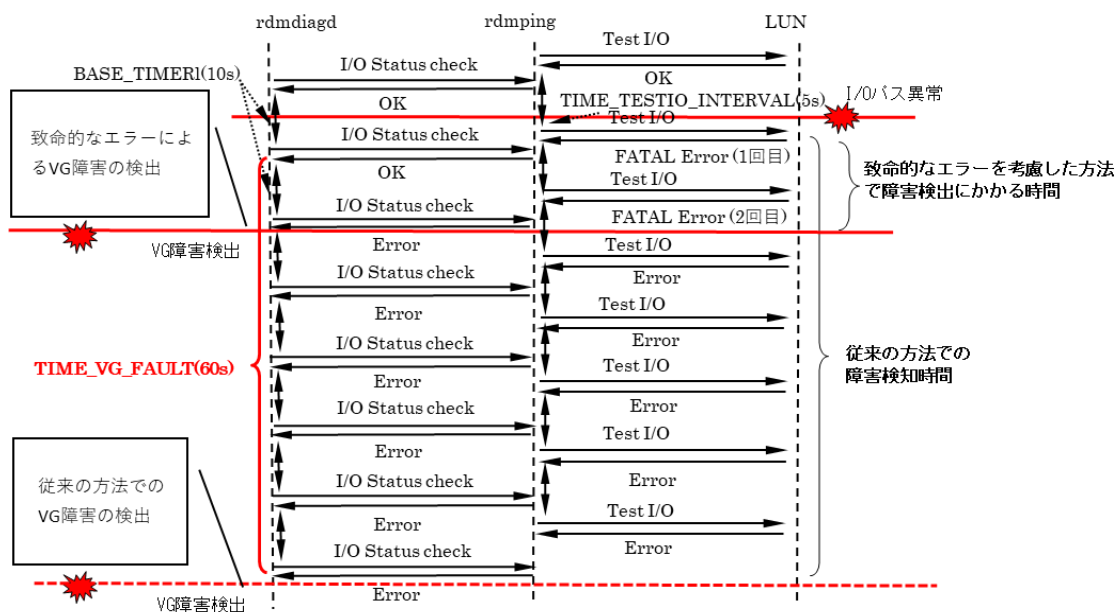 rdmdiagd
rdmping
LUN
Test I/O
I/O Status check
BASE_TIMER1(10s)
OK
OK
TIME_TESTIO_INTERVAL(5s)
I/Oパス異常
Test I/O
致命的なエラーによ
るVG障害の検出
I/O Status check
FATAL Error (1回目)
OK
致命的なエラーを考慮した方法
で障害検出にかかる時間
Test I/O
I/O Status check
FATAL Error (2回目)
VG障害検出
Error
Test I/O
I/O Status check
Error
Test I/O
Error
I/O Status check
Error
従来の方法での
障害検知時間
TIME_VG_FAULT(60s)
Test I/O
Error
I/O Status check
Error
Test I/O
Error
従来の方法での
VG障害の検出
I/O Status check
Error
Test I/O
Error
I/O Status check
Error
VG障害検出
Error